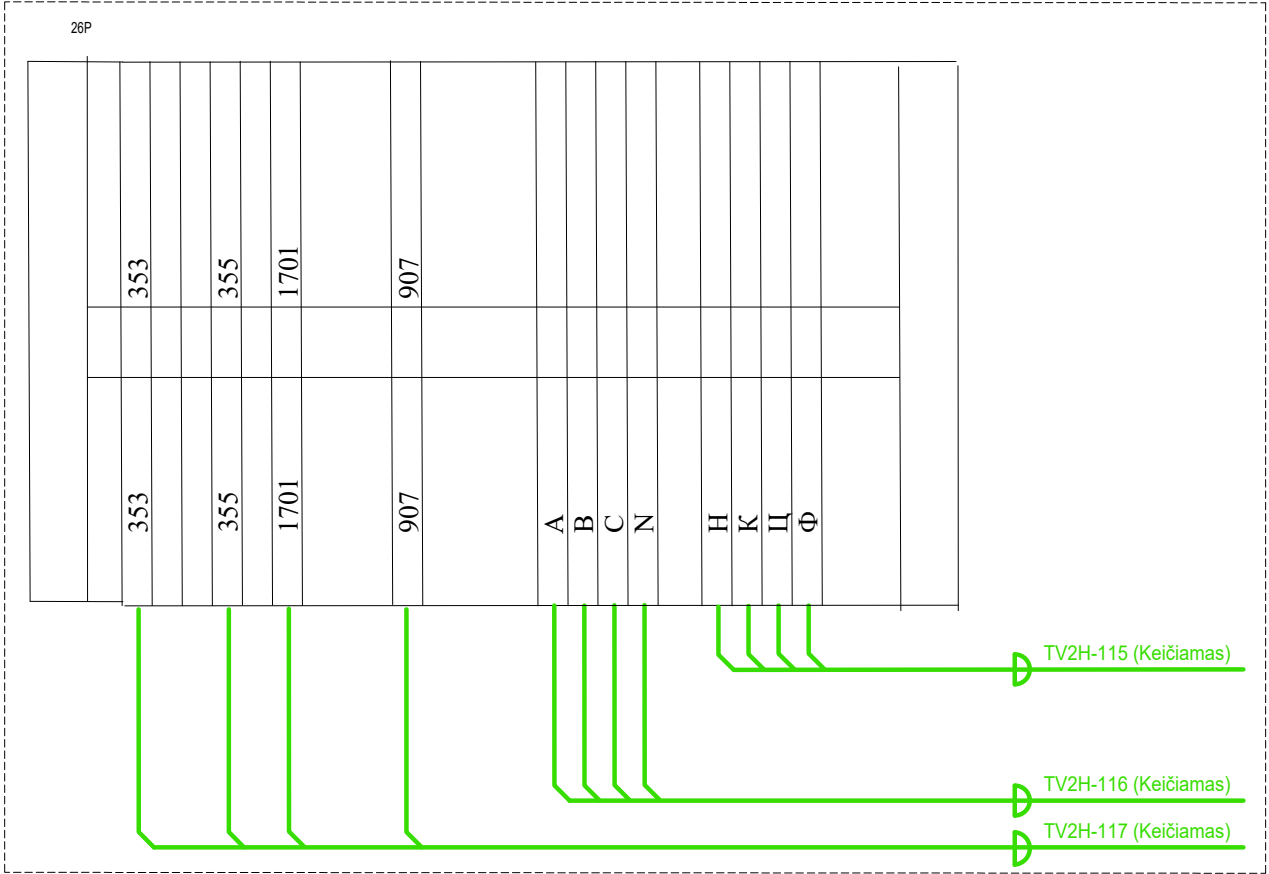 26P
353
355
1701
907
353
355
1701
907
A
B
C
N
Н
К
Ц
Ф
TV2H-115 (Keičiamas)
TV2H-116 (Keičiamas)
TV2H-117 (Keičiamas)